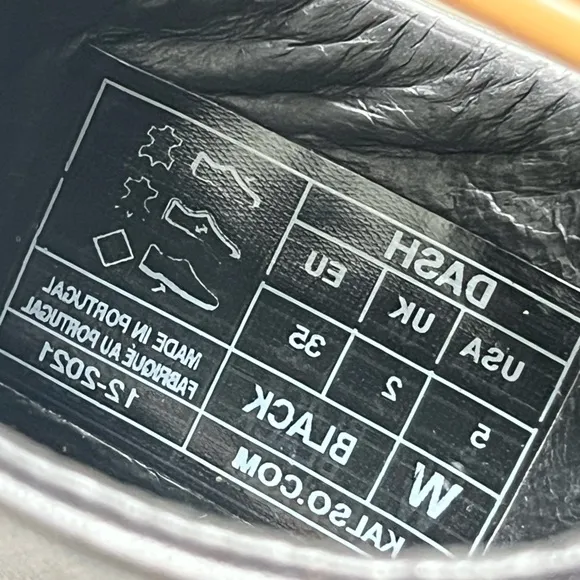 DASH
USA UK EU
5 2 35
W BLACK
KALSO.COM
MADE IN PORTUGAL
FABRIQUÉ AU PORTUGAL
12-2021